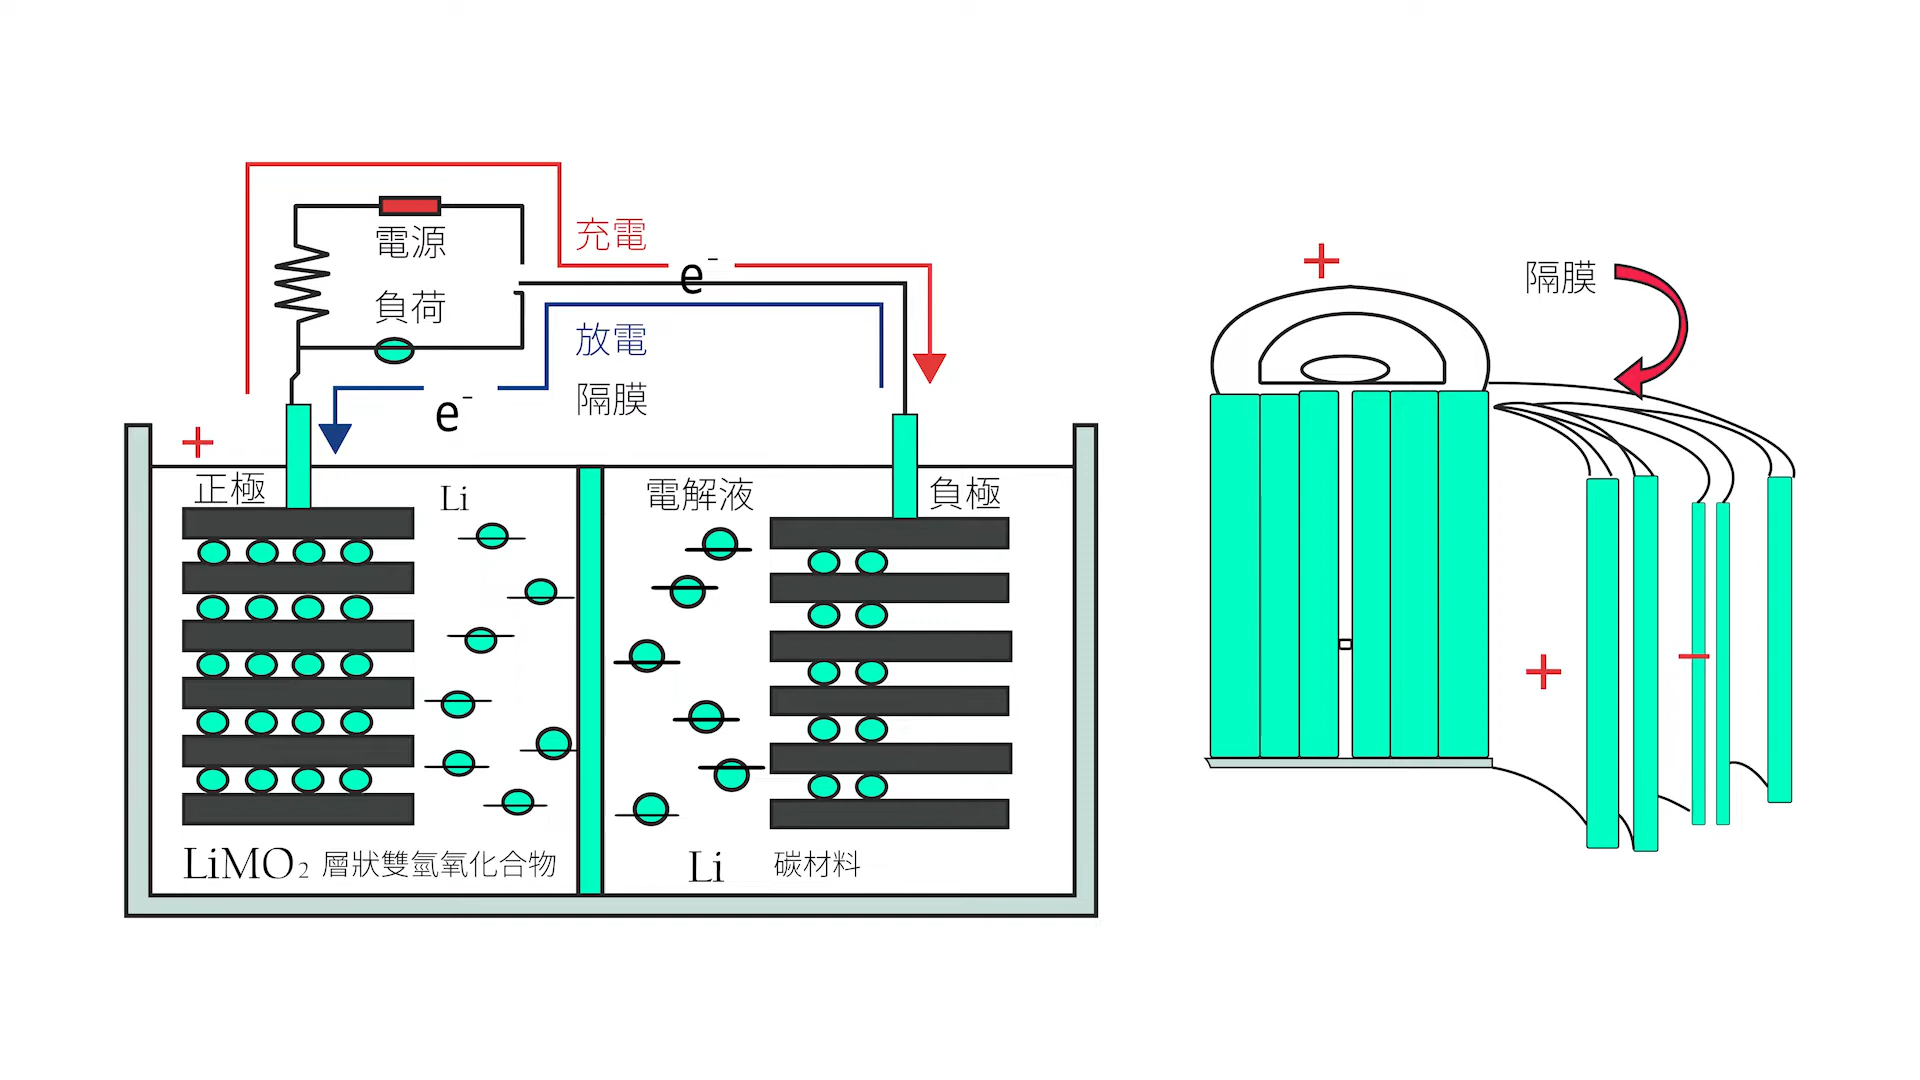 電源
充電
e⁻
負荷
放電
e⁻
隔膜
+
正極
Li
電解液
負極
LiMO₂ 層狀雙氫氧化合物
Li
碳材料
+
隔膜
+
−